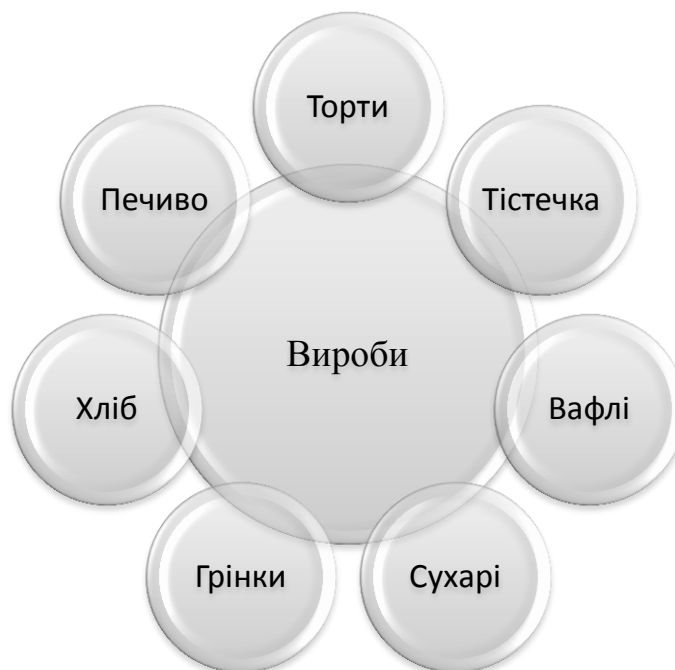 Торти
Печиво
Тістечка
Вироби
Хліб
Вафлі
Грінки
Сухарі